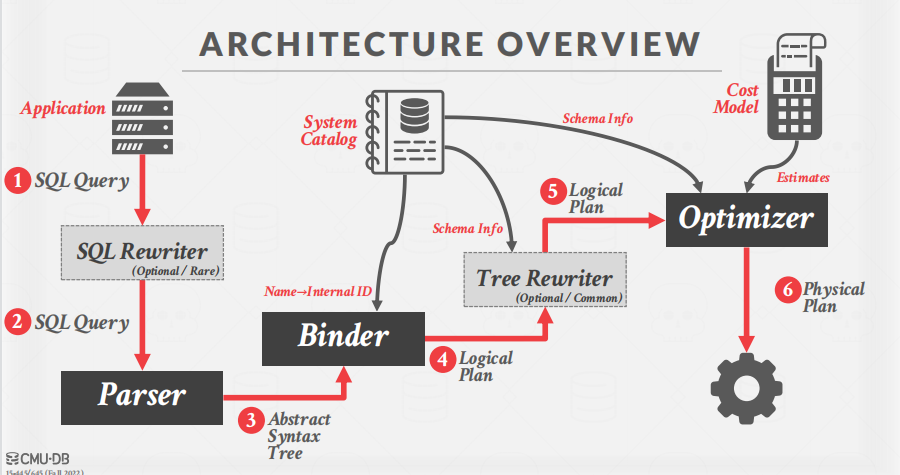 ARCHITECTURE OVERVIEW
Application
1 SQL Query
SQL Rewriter
(Optional / Rare)
2 SQL Query
Parser
3 Abstract
Syntax
Tree
System
Catalog
Name→Internal ID
Binder
4 Logical
Plan
Schema Info
Tree Rewriter
(Optional / Common)
5 Logical
Plan
Schema Info
Cost
Model
Estimates
Optimizer
6 Physical
Plan
CMU·DB
15-445/645 (Fall 2022)